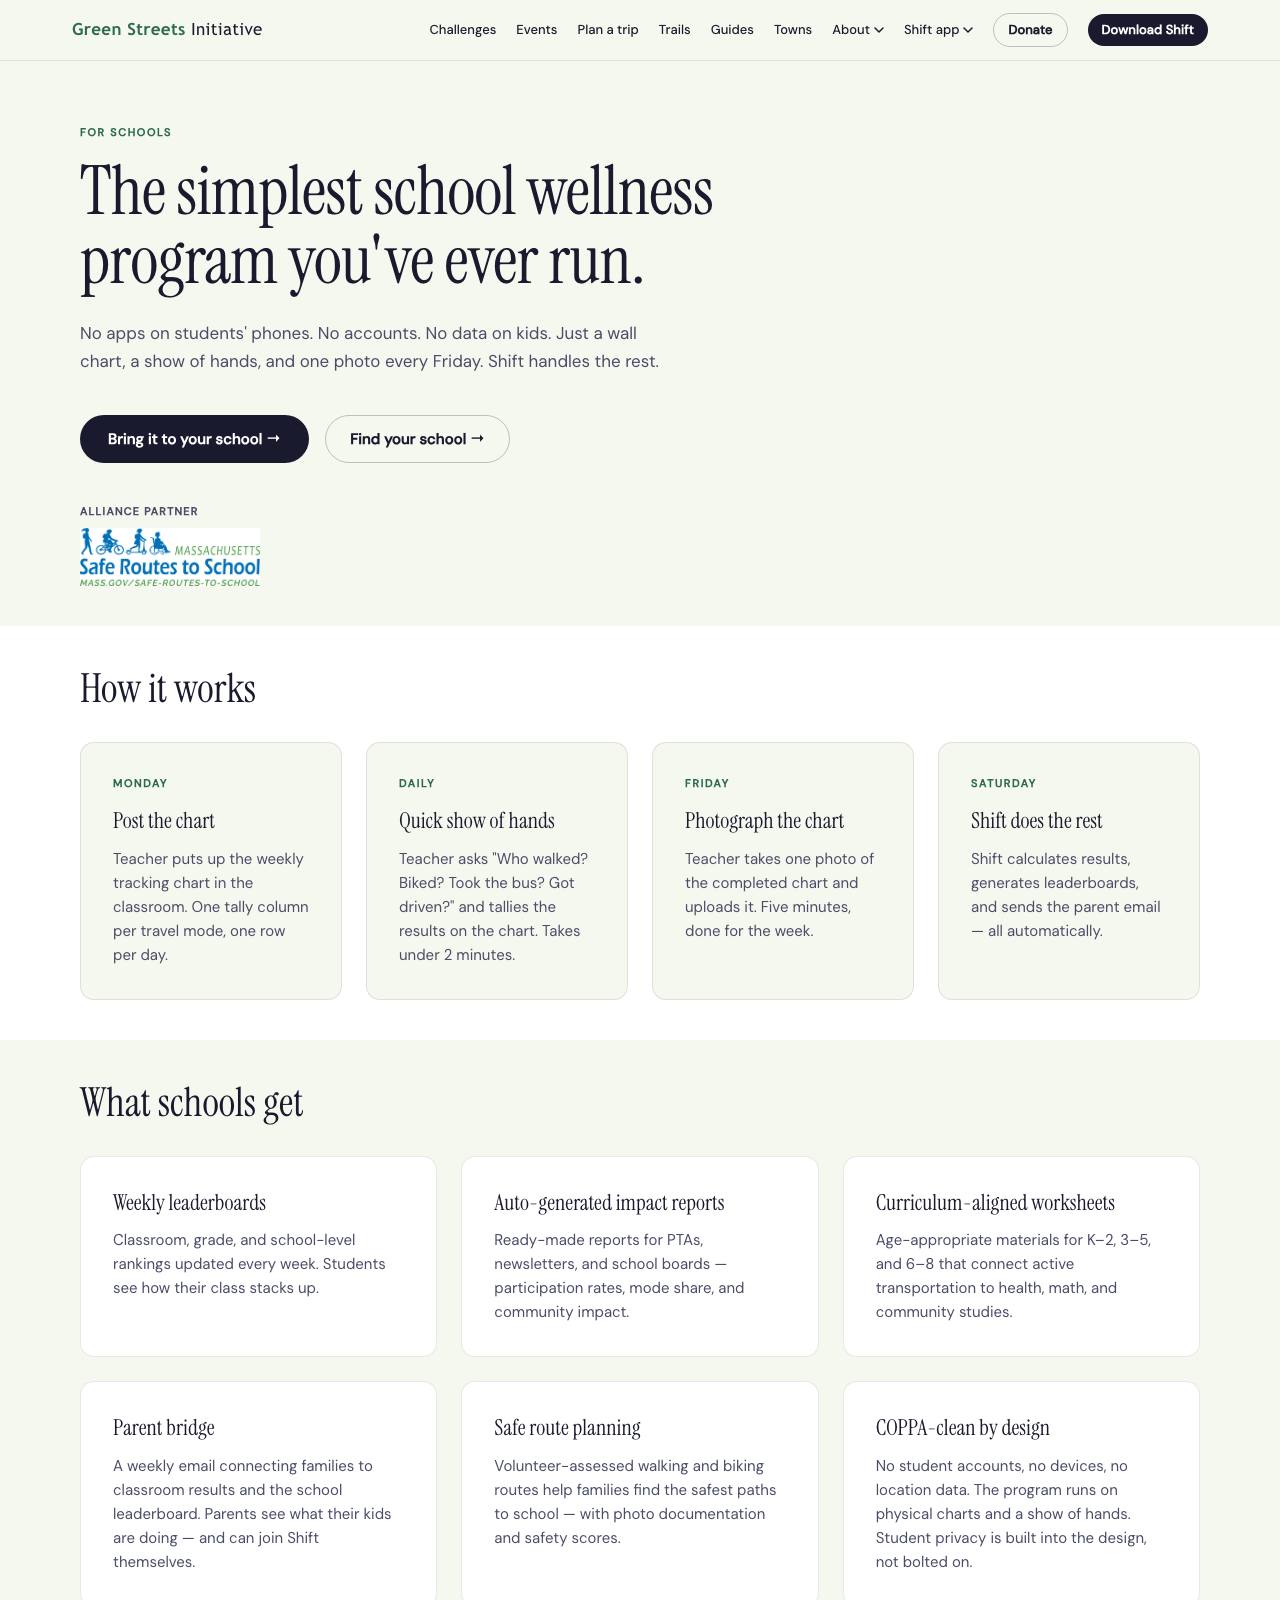 Green Streets Initiative
Challenges Events Plan a trip Trails Guides Towns About Shift app Donate Download Shift
FOR SCHOOLS
The simplest school wellness
program you've ever run.
No apps on students' phones. No accounts. No data on kids. Just a wall
chart, a show of hands, and one photo every Friday. Shift handles the rest.
Bring it to your school →
Find your school →
ALLIANCE PARTNER
MASSACHUSETTS
Safe Routes to School
MASS.GOV/SAFE-ROUTES-TO-SCHOOL
How it works
MONDAY
Post the chart
Teacher puts up the weekly
tracking chart in the
classroom. One tally column
per travel mode, one row
per day.
DAILY
Quick show of hands
Teacher asks "Who walked?
Biked? Took the bus? Got
driven?" and tallies the
results on the chart. Takes
under 2 minutes.
FRIDAY
Photograph the chart
Teacher takes one photo of
the completed chart and
uploads it. Five minutes,
done for the week.
SATURDAY
Shift does the rest
Shift calculates results,
generates leaderboards,
and sends the parent email
— all automatically.
What schools get
Weekly leaderboards
Classroom, grade, and school-level
rankings updated every week. Students
see how their class stacks up.
Auto-generated impact reports
Ready-made reports for PTAs,
newsletters, and school boards —
participation rates, mode share, and
community impact.
Curriculum-aligned worksheets
Age-appropriate materials for K–2, 3–5,
and 6–8 that connect active
transportation to health, math, and
community studies.
Parent bridge
A weekly email connecting families to
classroom results and the school
leaderboard. Parents see what their kids
are doing — and can join Shift
themselves.
Safe route planning
Volunteer-assessed walking and biking
routes help families find the safest paths
to school — with photo documentation
and safety scores.
COPPA-clean by design
No student accounts, no devices, no
location data. The program runs on
physical charts and a show of hands.
Student privacy is built into the design,
not bolted on.